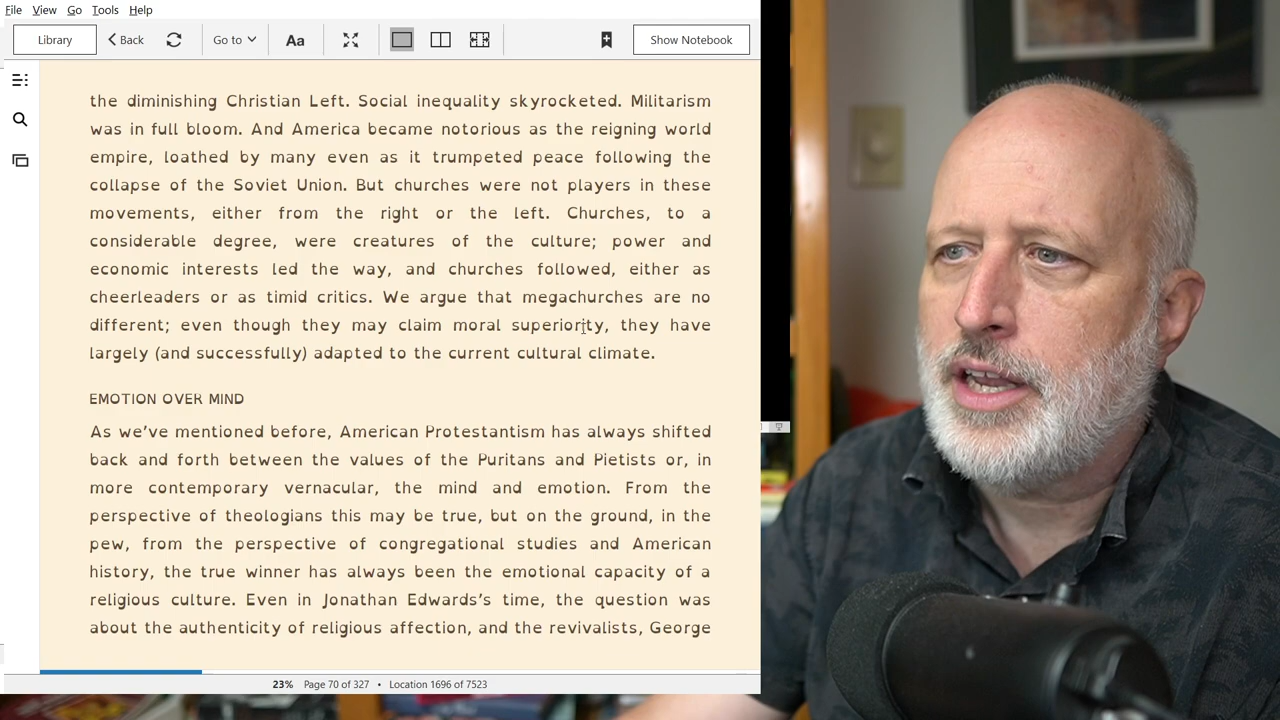 File View Go Tools Help
Library Back Go to Aa Show Notebook
the diminishing Christian Left. Social inequality skyrocketed. Militarism
was in full bloom. And America became notorious as the reigning world
empire, loathed by many even as it trumpeted peace following the
collapse of the Soviet Union. But churches were not players in these
movements, either from the right or the left. Churches, to a
considerable degree, were creatures of the culture; power and
economic interests led the way, and churches followed, either as
cheerleaders or as timid critics. We argue that megachurches are no
different; even though they may claim moral superiority, they have
largely (and successfully) adapted to the current cultural climate.
EMOTION OVER MIND
As we've mentioned before, American Protestantism has always shifted
back and forth between the values of the Puritans and Pietists or, in
more contemporary vernacular, the mind and emotion. From the
perspective of theologians this may be true, but on the ground, in the
pew, from the perspective of congregational studies and American
history, the true winner has always been the emotional capacity of a
religious culture. Even in Jonathan Edwards's time, the question was
about the authenticity of religious affection, and the revivalists, George
23% Page 70 of 327 • Location 1696 of 7523